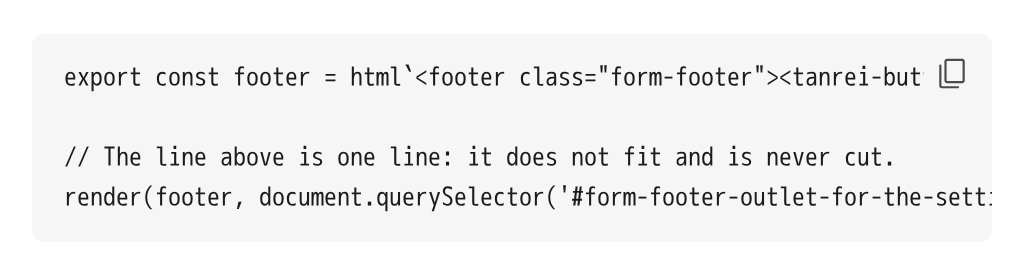 export const footer = html`<footer class="form-footer"><tanrei-but
// The line above is one line: it does not fit and is never cut.
render(footer, document.querySelector('#form-footer-outlet-for-the-setti